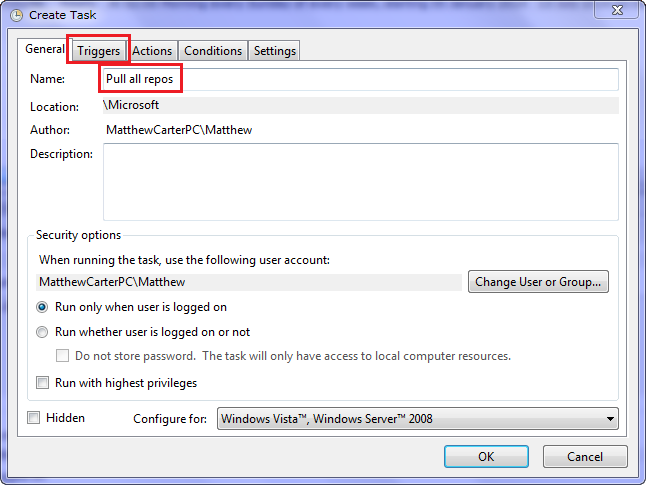 Create Task
General Triggers Actions Conditions Settings
Name: Pull all repos
Location: \Microsoft
Author: MatthewCarterPC\Matthew
Description:
Security options
When running the task, use the following user account:
MatthewCarterPC\Matthew Change User or Group...
Run only when user is logged on
Run whether user is logged on or not
Do not store password. The task will only have access to local computer resources.
Run with highest privileges
Hidden Configure for: Windows Vista™, Windows Server™ 2008
OK Cancel